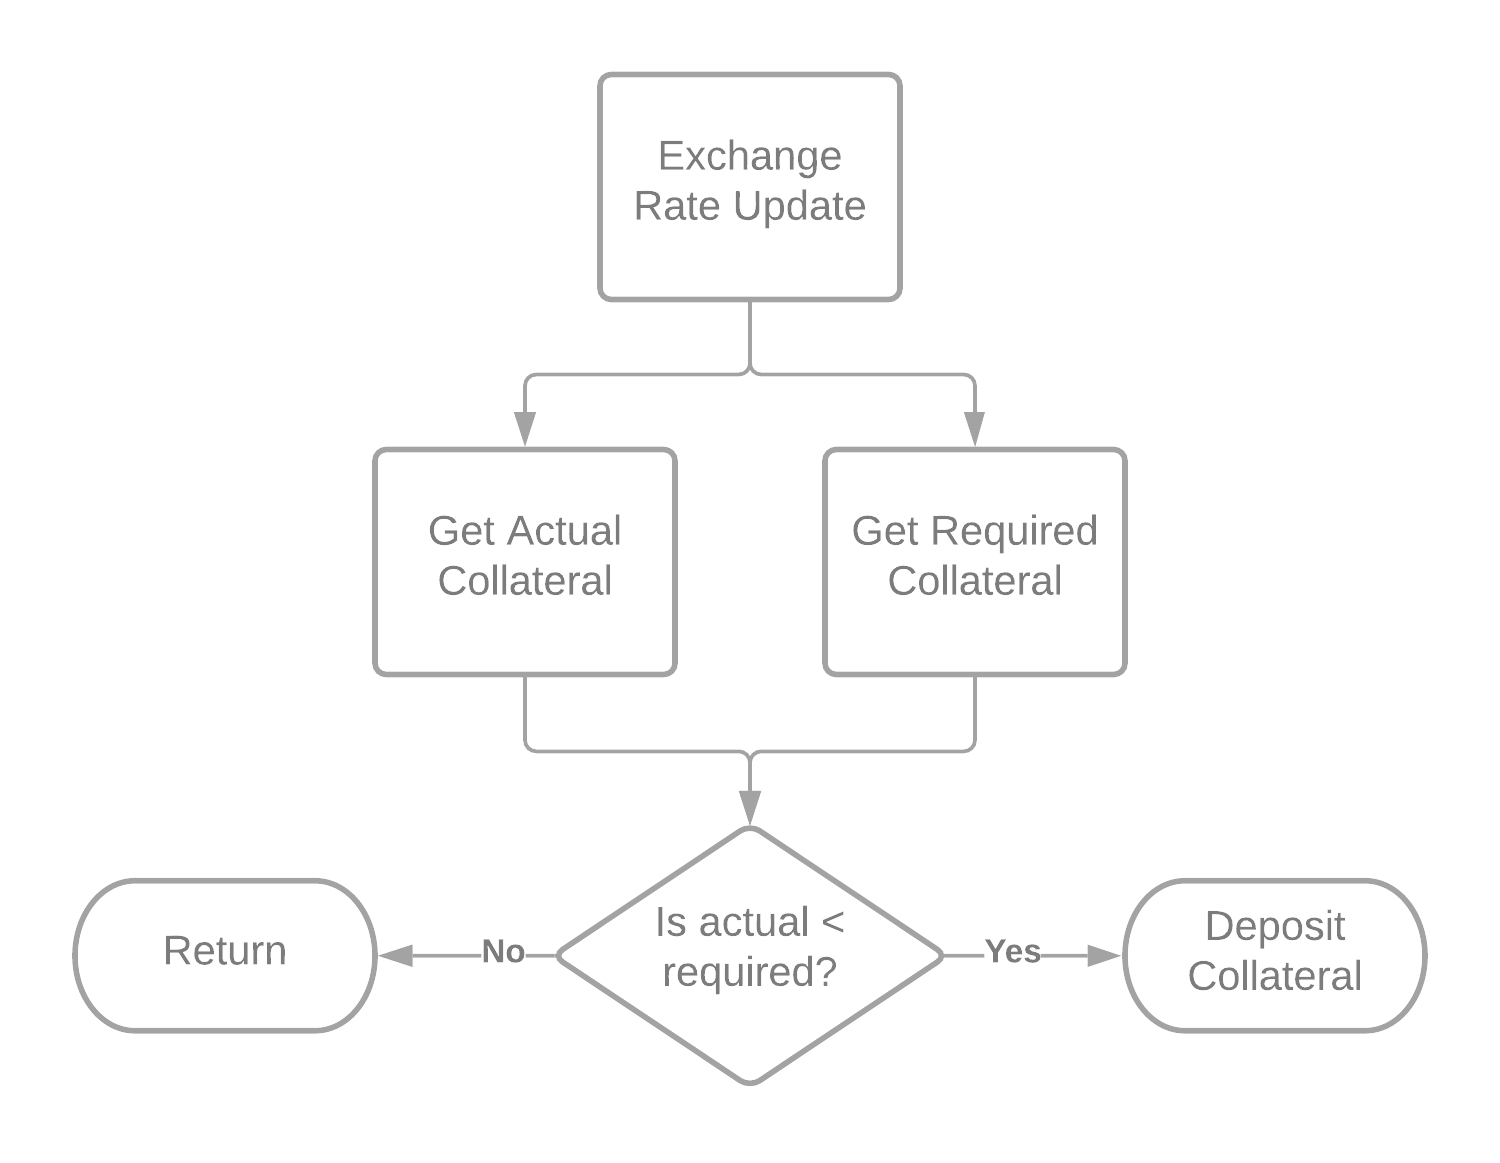 Exchange
Rate Update
Get Actual
Collateral
Get Required
Collateral
Return
No
Is actual <
required?
Yes
Deposit
Collateral